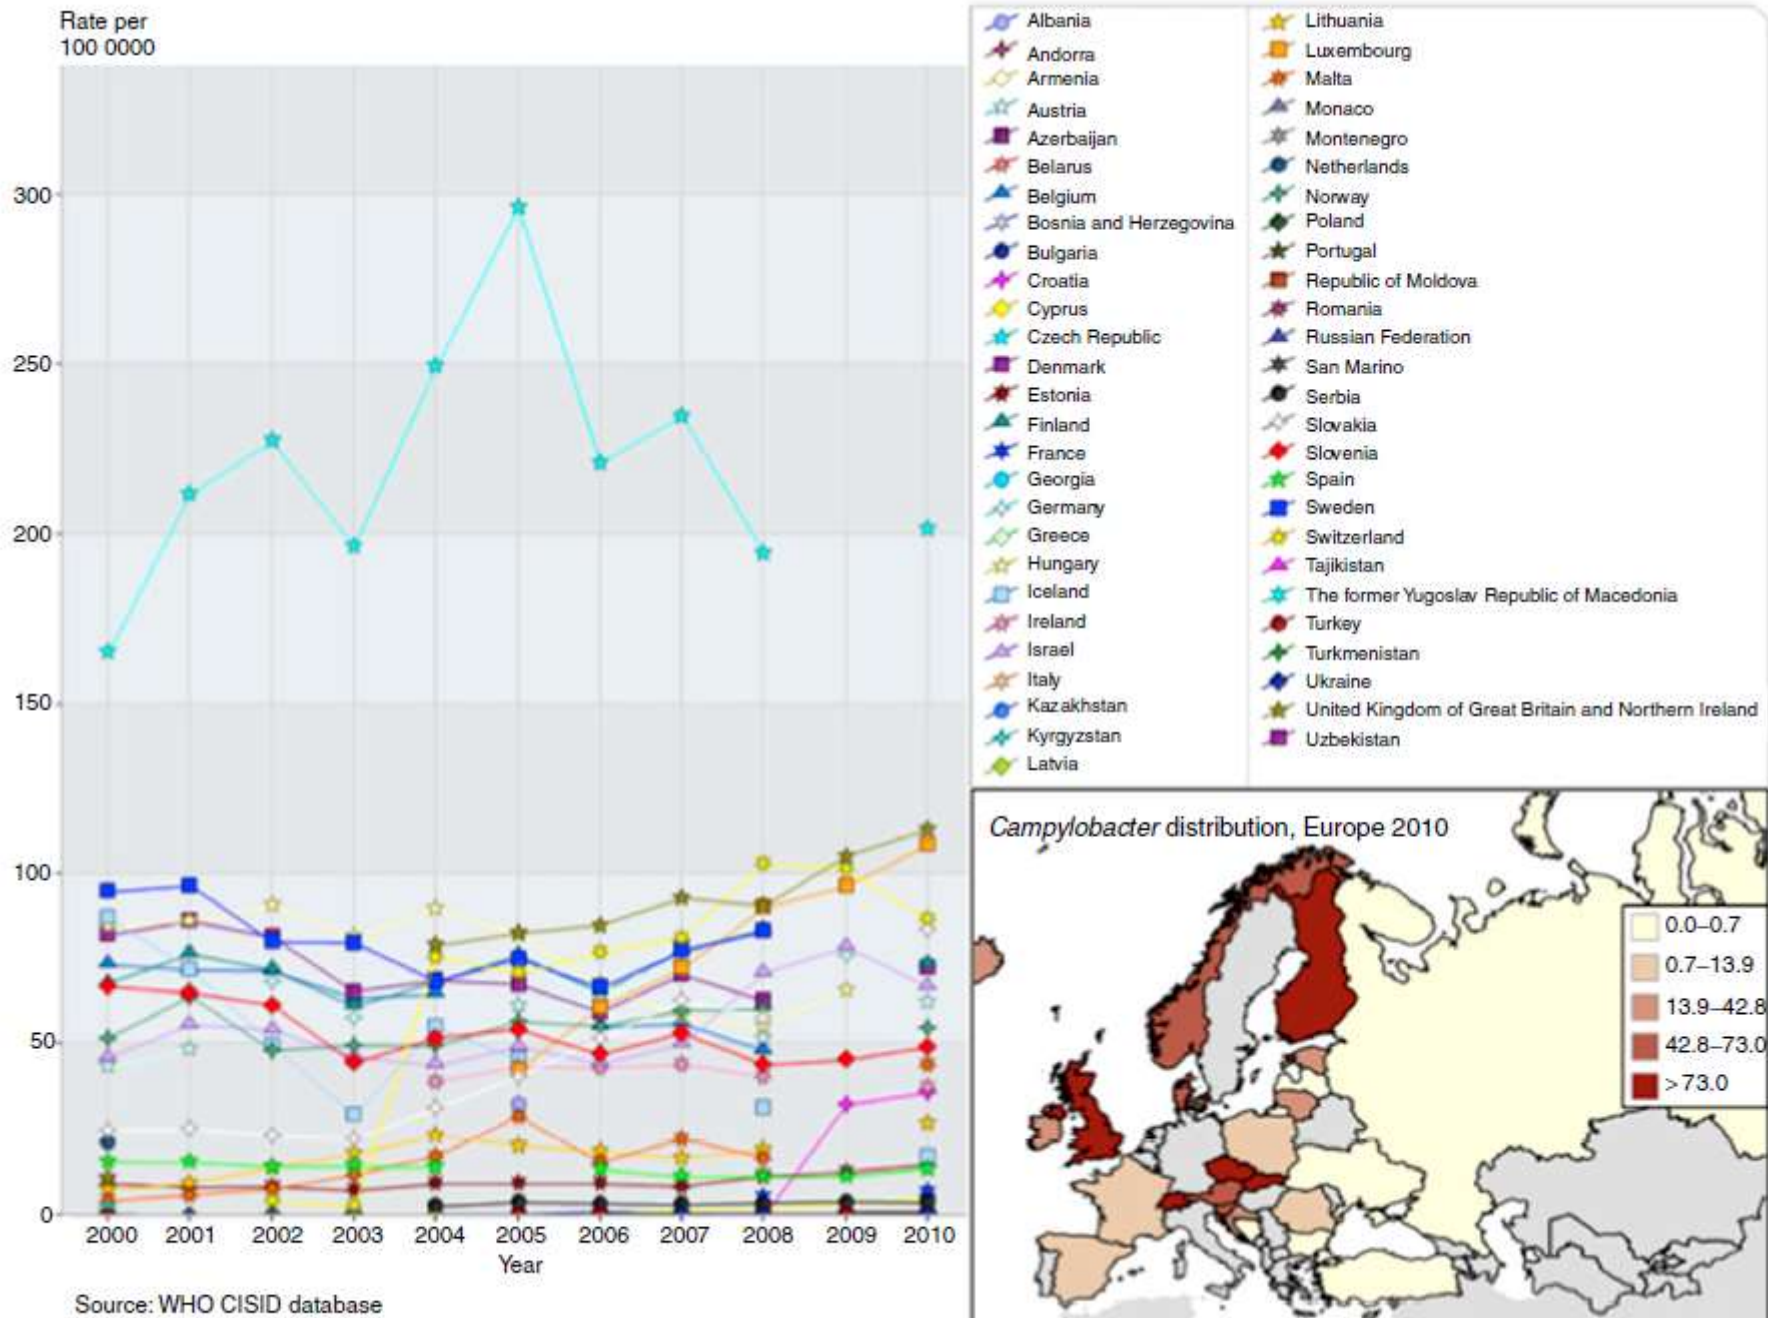 Rate per
100 0000
300
250
200
150
100
50
0
2000 2001 2002 2003 2004 2005 2006 2007 2008 2009 2010
Year
Source: WHO CISID database
Albania
Andorra
Armenia
Austria
Azerbaijan
Belarus
Belgium
Bosnia and Herzegovina
Bulgaria
Croatia
Cyprus
Czech Republic
Denmark
Estonia
Finland
France
Georgia
Germany
Greece
Hungary
Iceland
Ireland
Israel
Italy
Kazakhstan
Kyrgyzstan
Latvia
Lithuania
Luxembourg
Malta
Monaco
Montenegro
Netherlands
Norway
Poland
Portugal
Republic of Moldova
Romania
Russian Federation
San Marino
Serbia
Slovakia
Slovenia
Spain
Sweden
Switzerland
Tajikistan
The former Yugoslav Republic of Macedonia
Turkey
Turkmenistan
Ukraine
United Kingdom of Great Britain and Northern Ireland
Uzbekistan
Campylobacter distribution, Europe 2010
0.0–0.7
0.7–13.9
13.9–42.8
42.8–73.0
>73.0